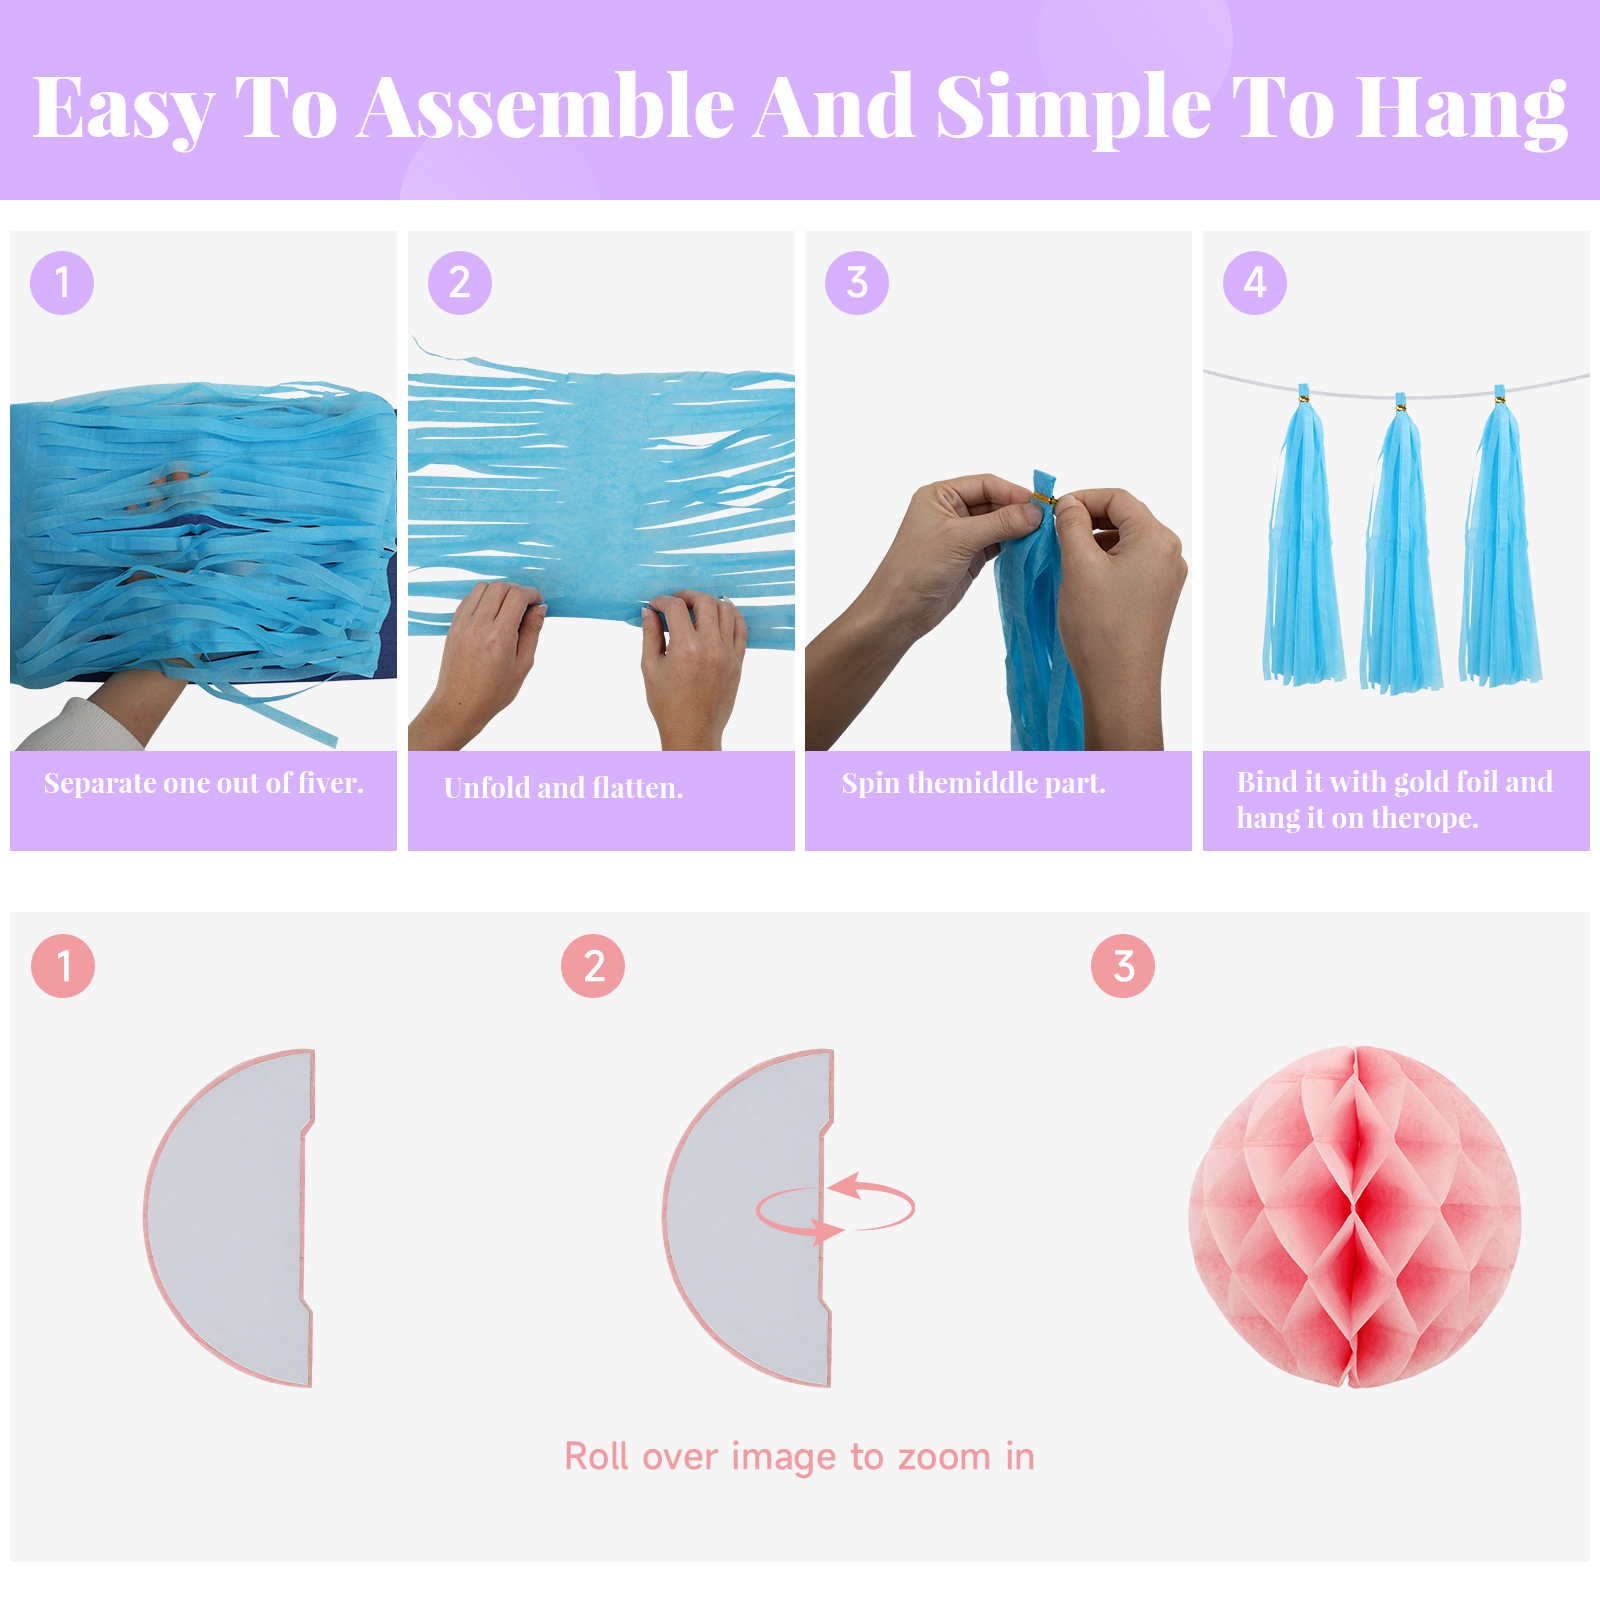 Easy To Assemble And Simple To Hang
1
2
3
4
Separate one out of fiver.
Unfold and flatten.
Spin themiddle part.
Bind it with gold foil and
hang it on therope.
1
2
3
Roll over image to zoom in